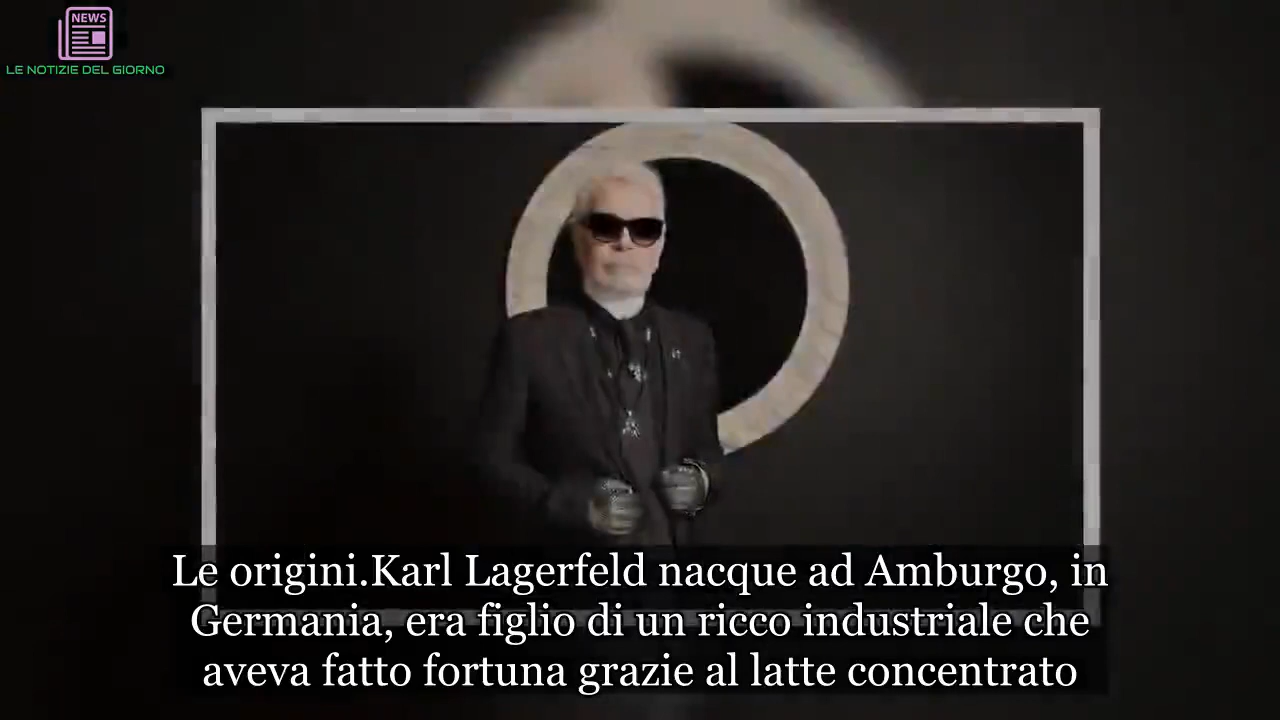 NEWS
LE NOTIZIE DEL GIORNO
Le origini.Karl Lagerfeld nacque ad Amburgo, in
Germania, era figlio di un ricco industriale che
aveva fatto fortuna grazie al latte concentrato